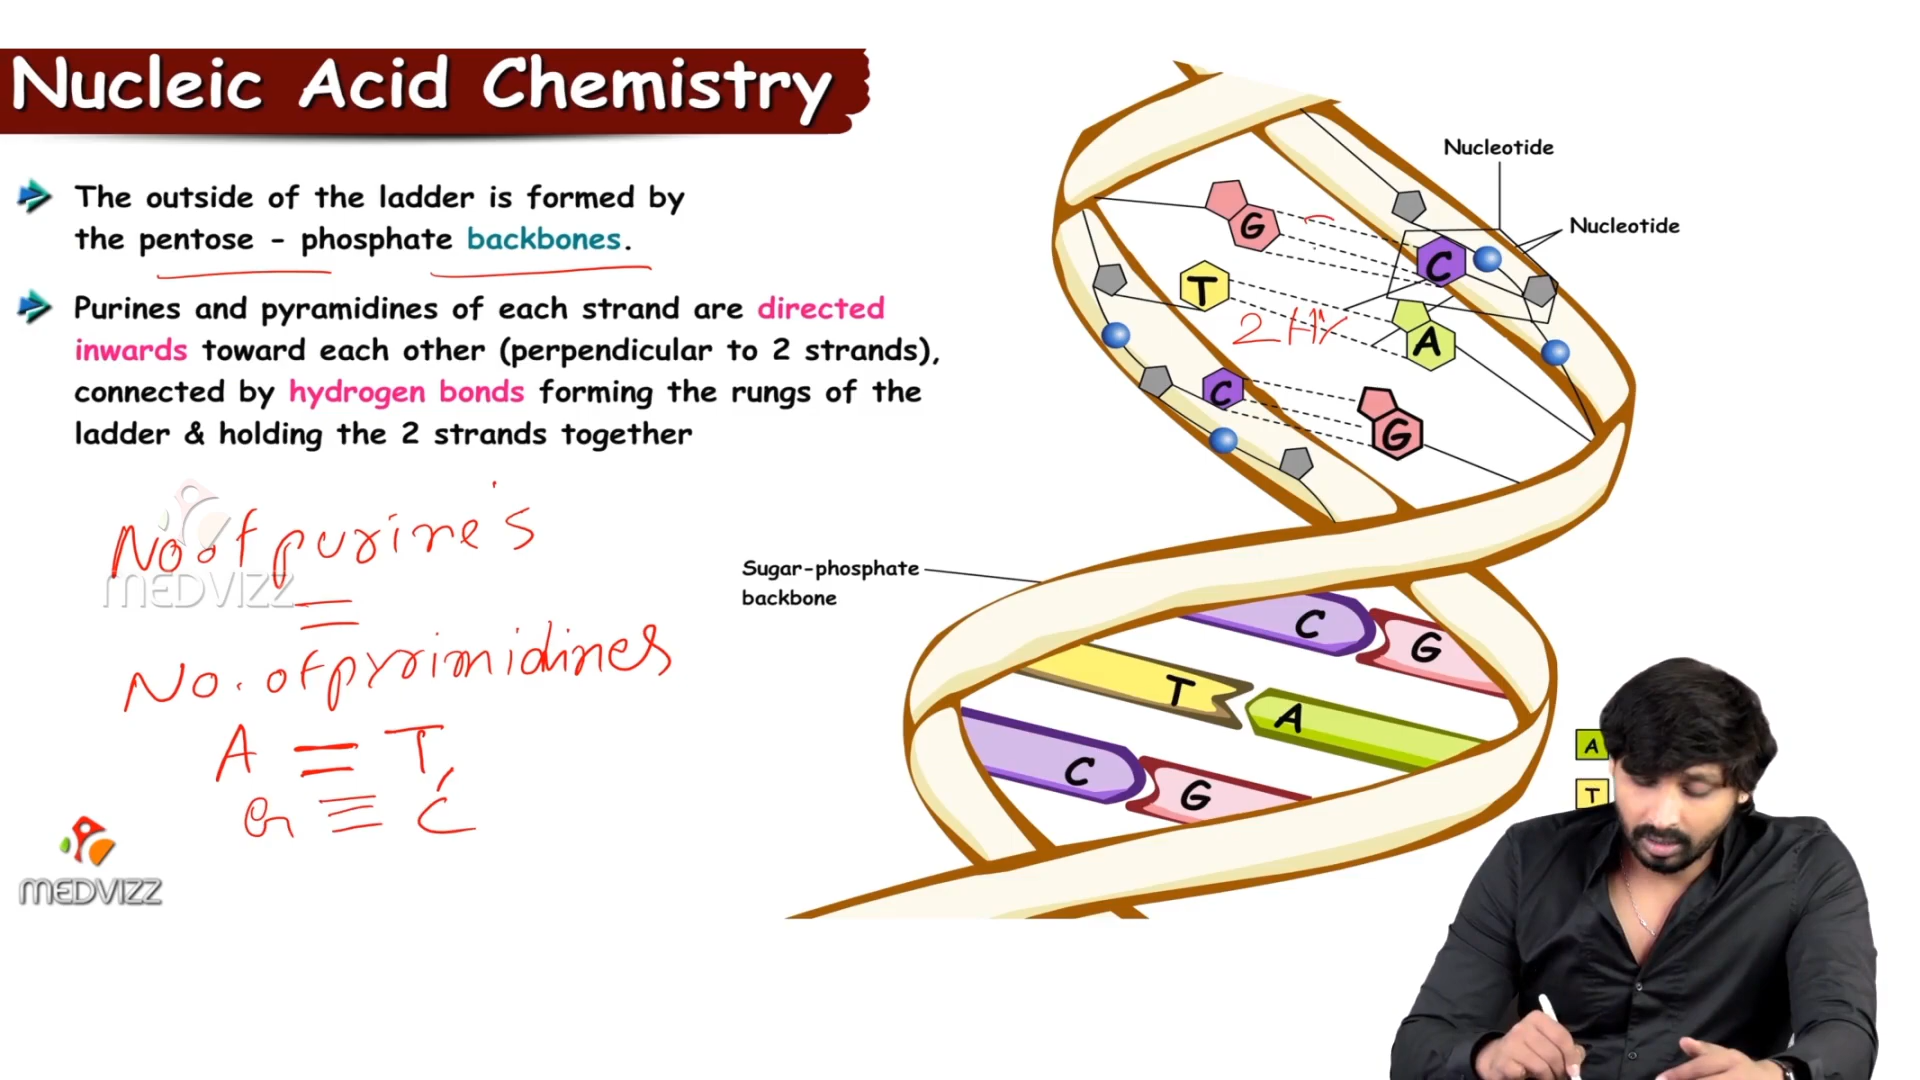 Nucleic Acid Chemistry
The outside of the ladder is formed by
the pentose - phosphate backbones.
Purines and pyramidines of each strand are directed
inwards toward each other (perpendicular to 2 strands),
connected by hydrogen bonds forming the rungs of the
ladder & holding the 2 strands together
No of purine's
=
No. of pyrimidines
A = T,
G ≡ C
MEDVIZZ
MEDVIZZ
Nucleotide
Nucleotide
G
C
T
2 HY
A
C
G
Sugar-phosphate
backbone
C
G
T
A
C
G
A
T